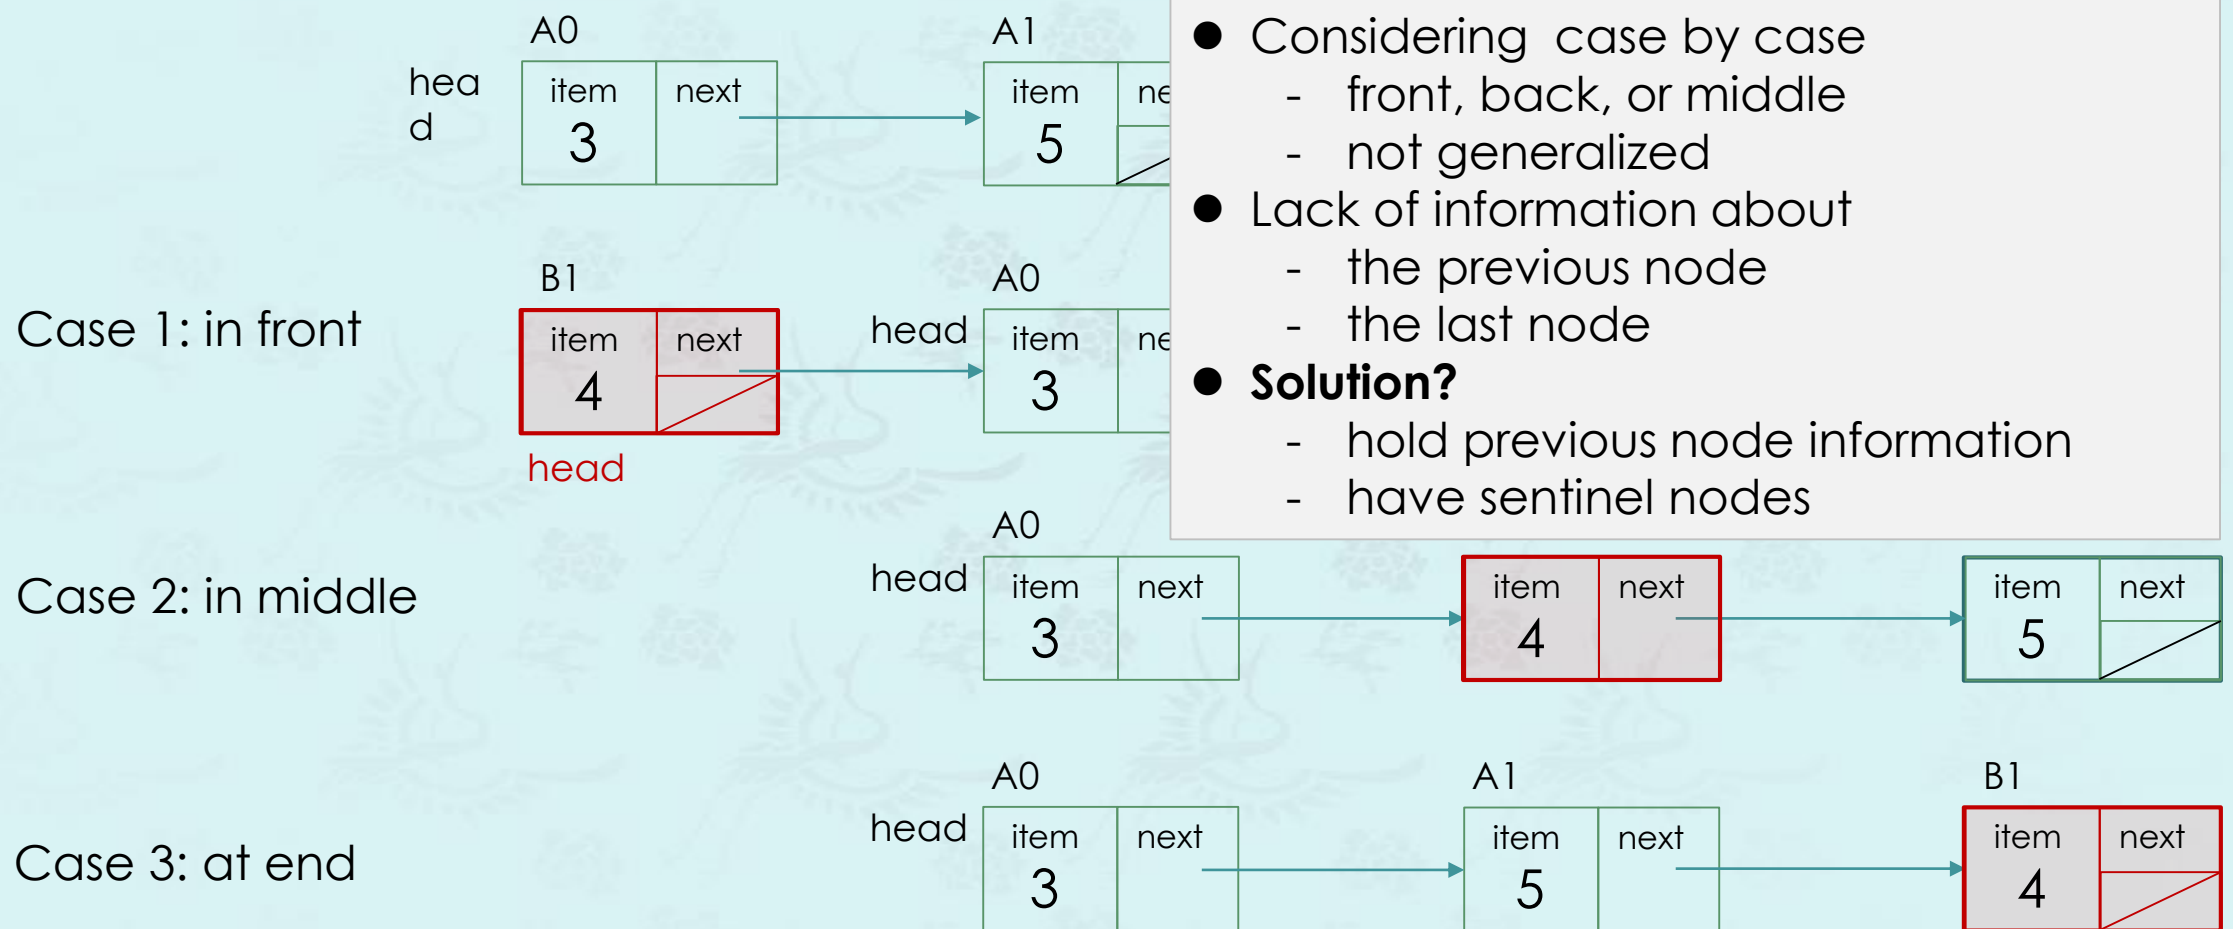 A0
A1
hea
d
item
next
item
ne
3
5
● Considering case by case
- front, back, or middle
- not generalized
● Lack of information about
- the previous node
- the last node
● Solution?
- hold previous node information
- have sentinel nodes
Case 1: in front
B1
A0
item
next
head
item
ne
4
3
head
Case 2: in middle
A0
head
item
next
item
next
item
next
3
4
5
Case 3: at end
A0
A1
B1
head
item
next
item
next
item
next
3
5
4